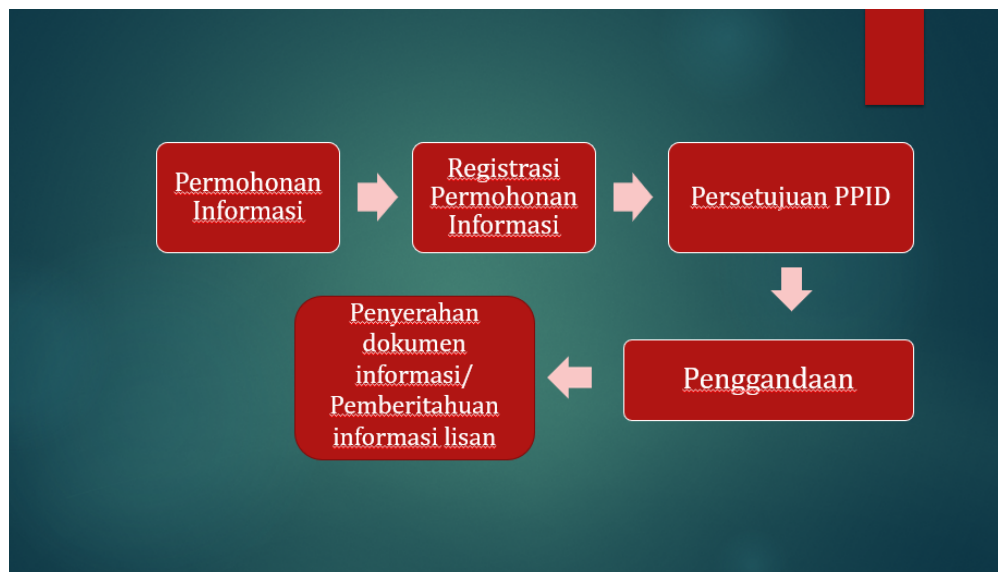 Permohonan
Informasi
Registrasi
Permohonan
Informasi
Persetujuan PPID
Penggandaan
Penyerahan
dokumen
informasi/
Pemberitahuan
informasi lisan